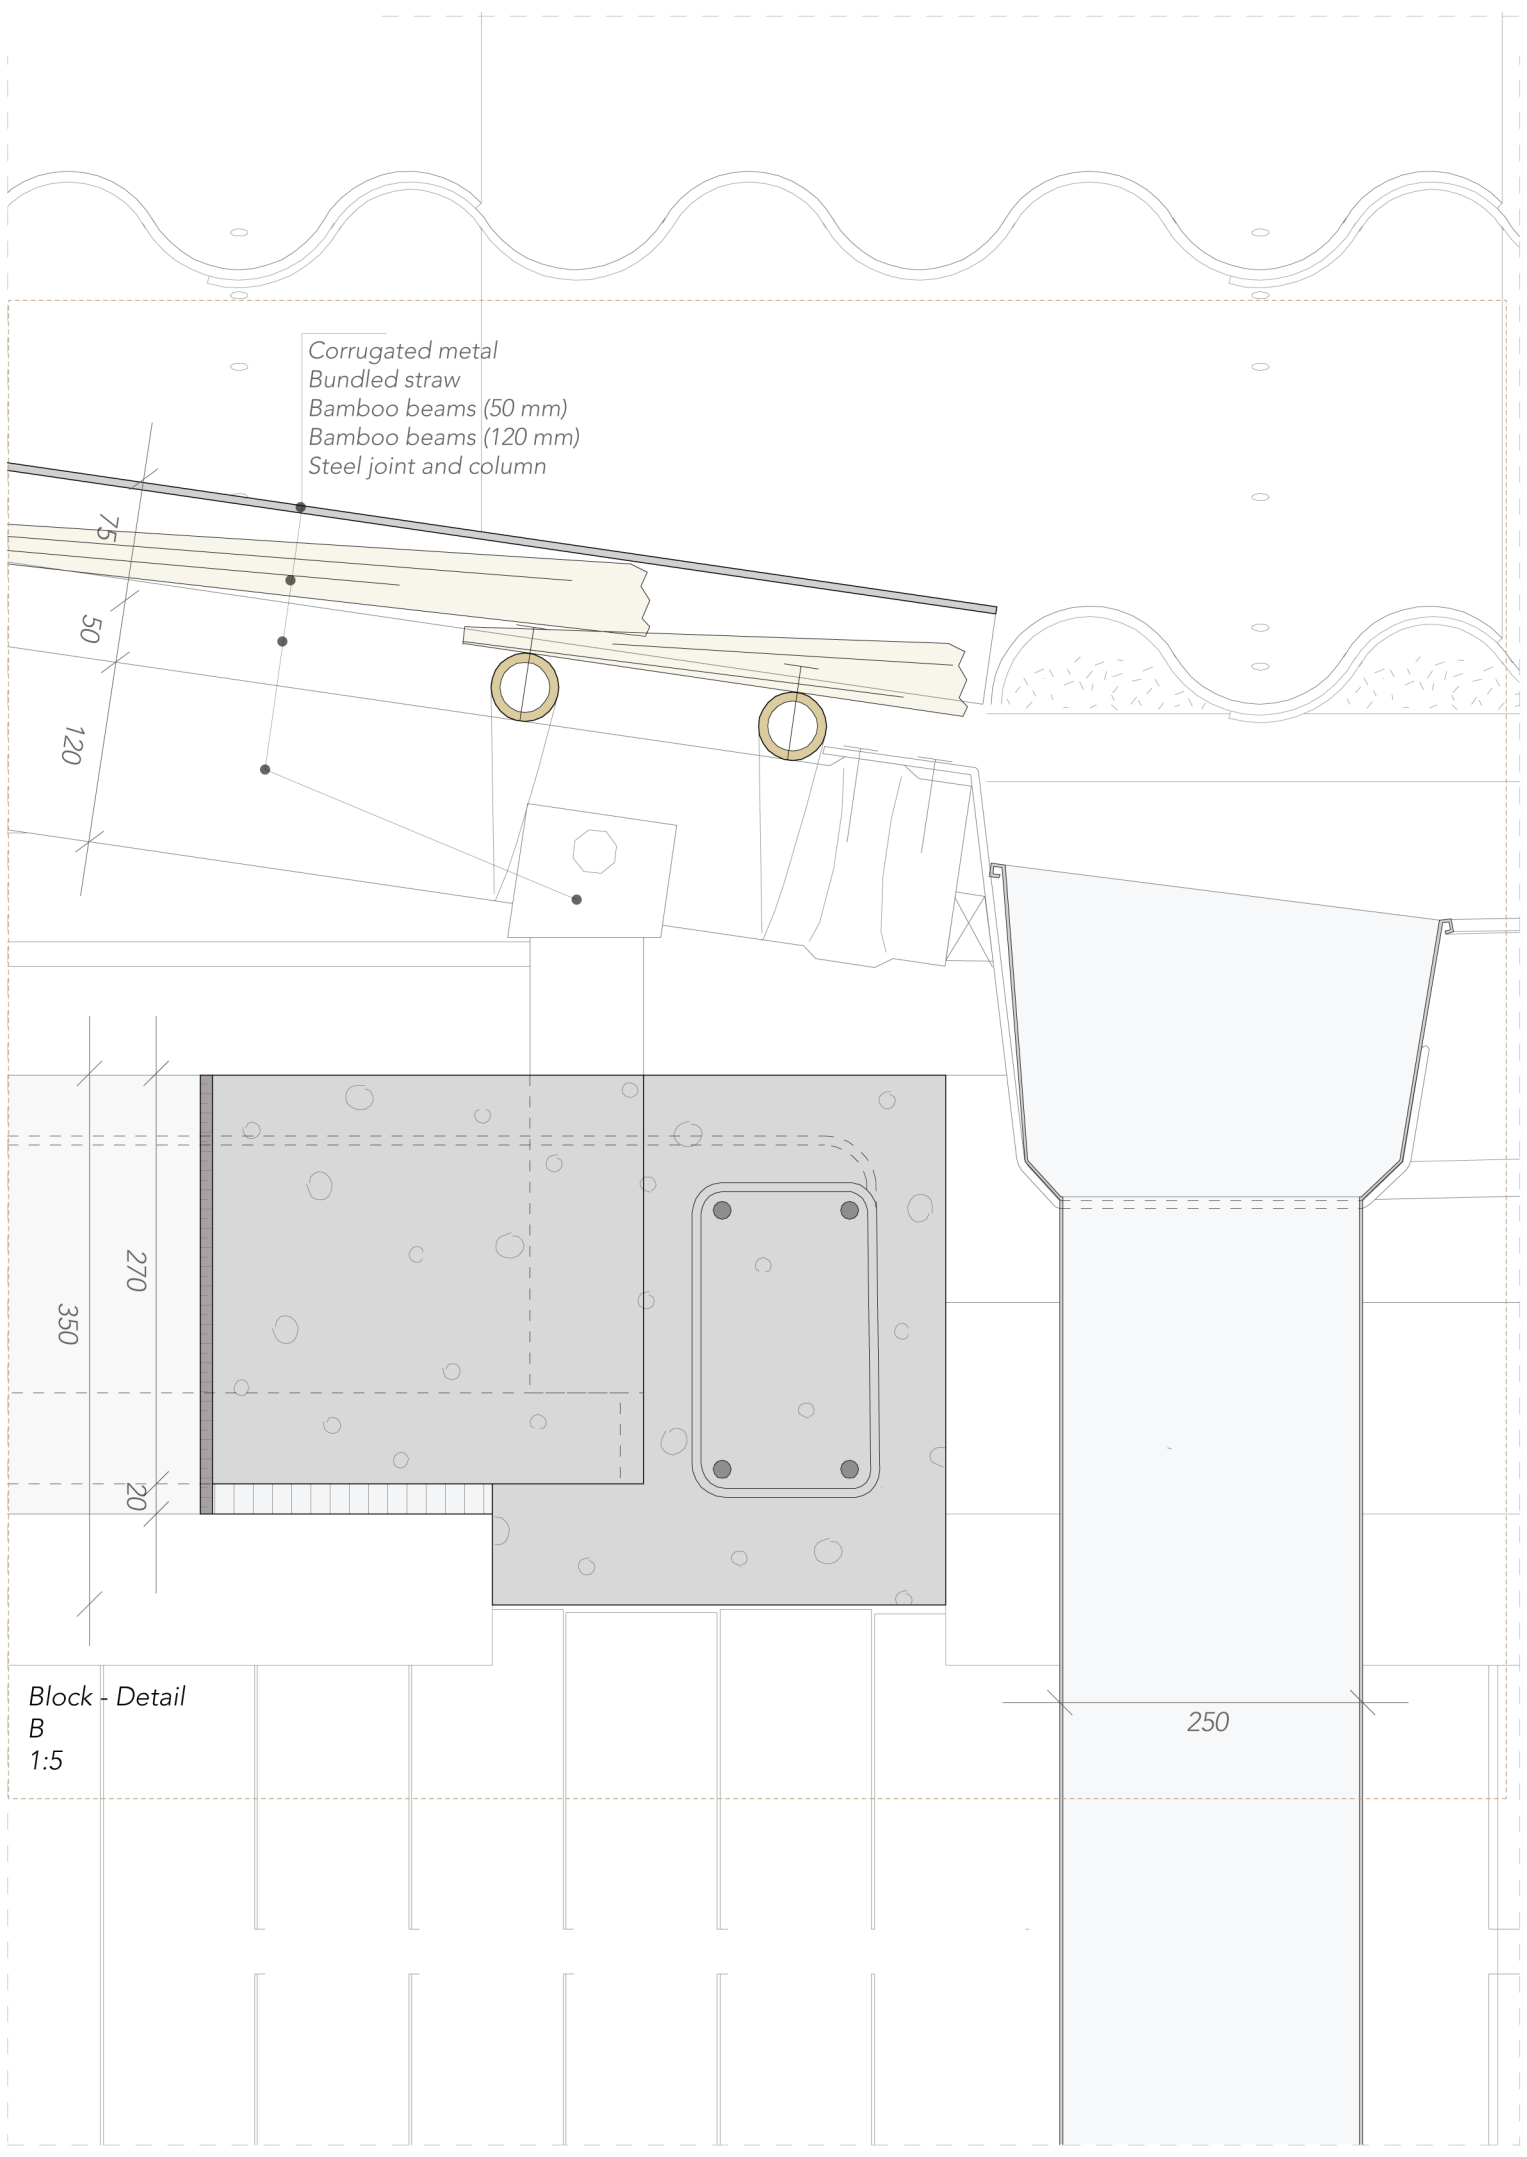 Corrugated metal
Bundled straw
Bamboo beams (50 mm)
Bamboo beams (120 mm)
Steel joint and column
75
50
120
270
350
20
Block - Detail
B
1:5
250